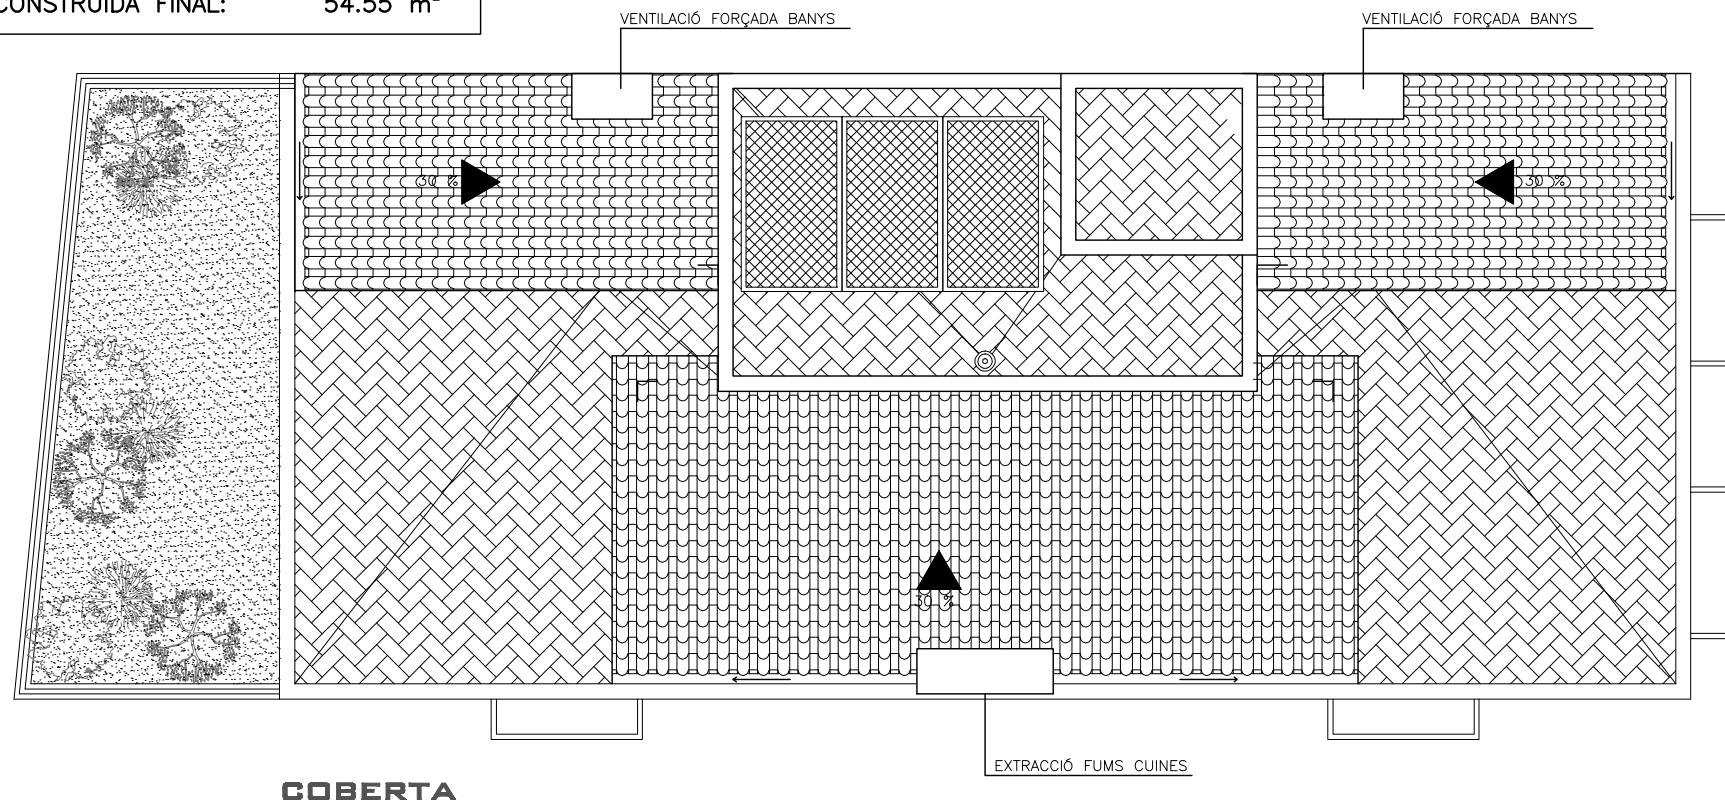 CONSTRUIDA FINAL: 54.55 m²
VENTILACIÓ FORÇADA BANYS
VENTILACIÓ FORÇADA BANYS
30 %
30 %
30 %
EXTRACCIÓ FUMS CUINES
COBERTA